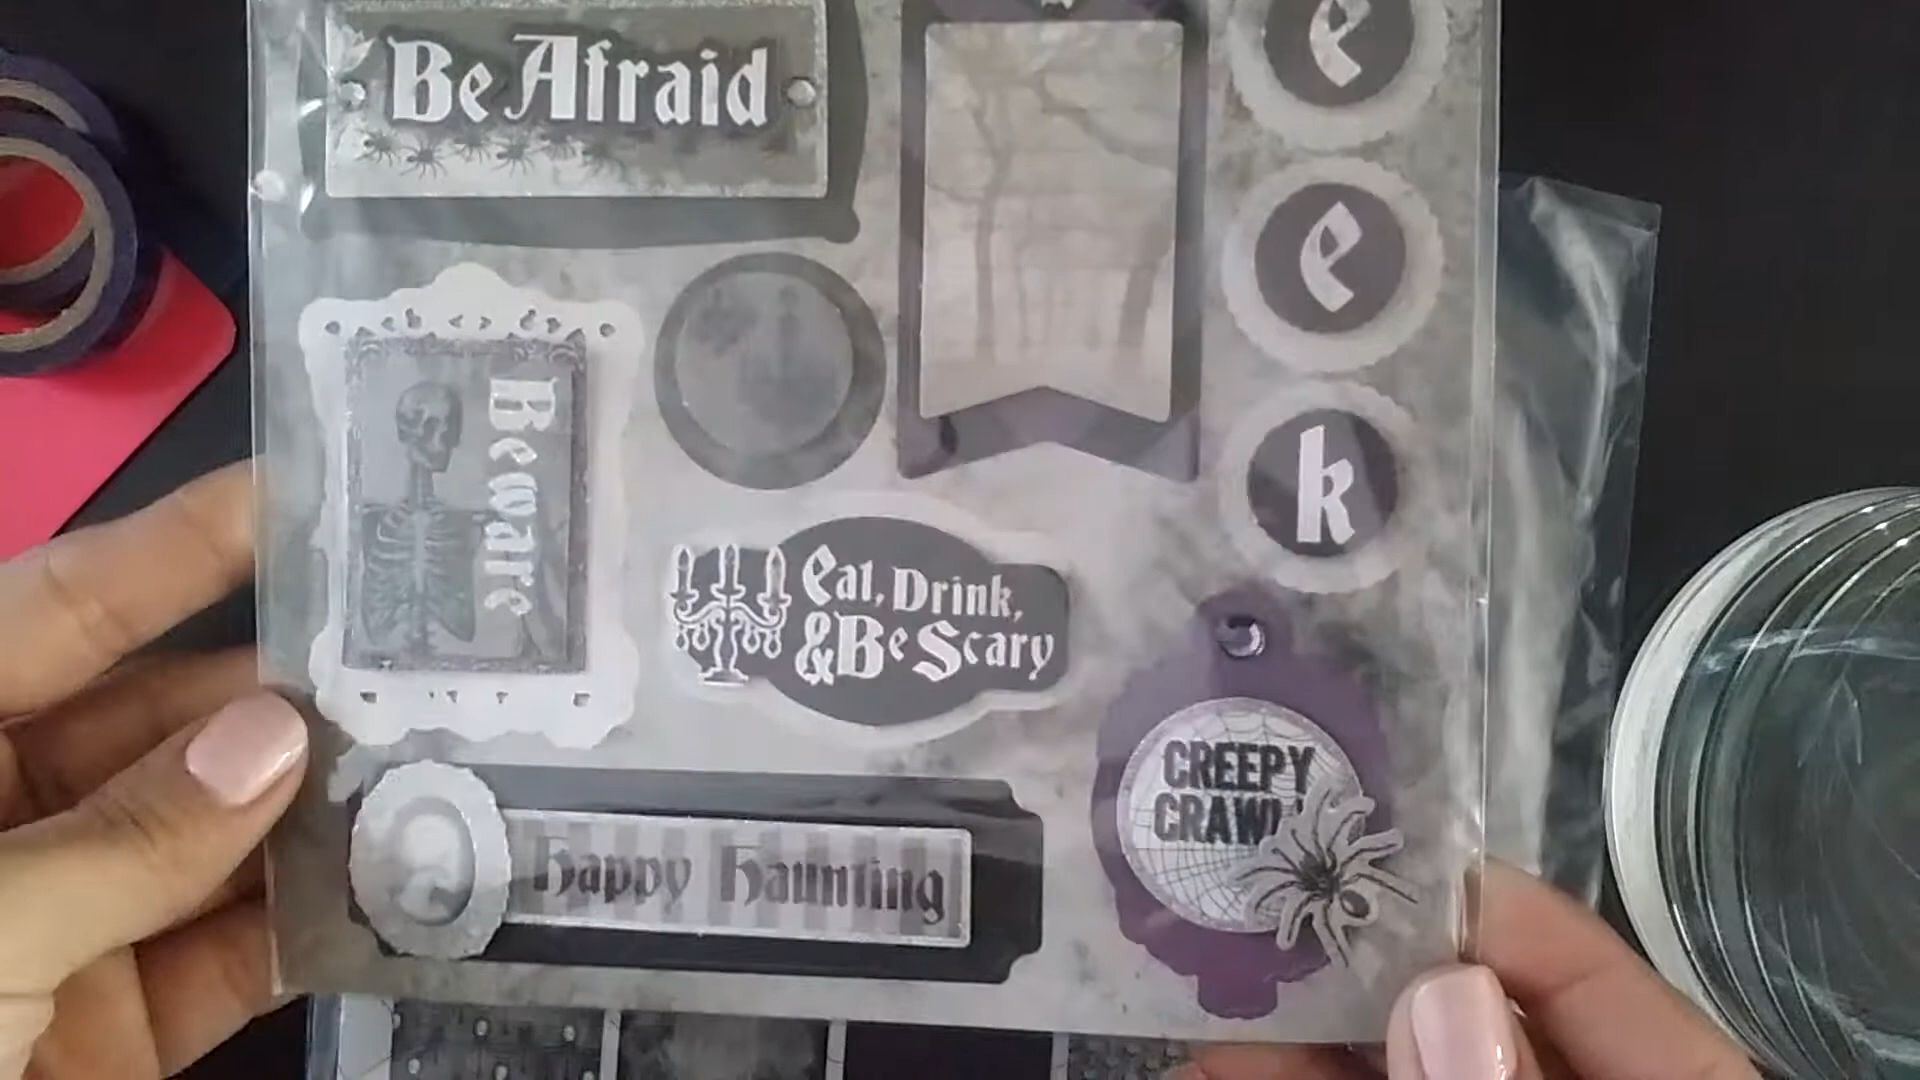 Be Afraid
e
e
k
Beware
Eat, Drink,
& Be Scary
CREEPY
Happy Haunting